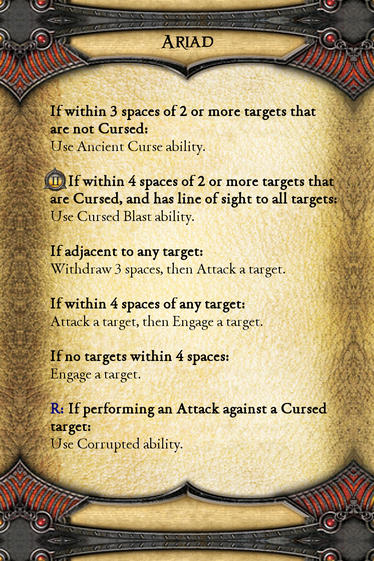 Ariad
If within 3 spaces of 2 or more targets that
are not Cursed:
Use Ancient Curse ability.
II If within 4 spaces of 2 or more targets that
are Cursed, and has line of sight to all targets:
Use Cursed Blast ability.
If adjacent to any target:
Withdraw 3 spaces, then Attack a target.
If within 4 spaces of any target:
Attack a target, then Engage a target.
If no targets within 4 spaces:
Engage a target.
R: If performing an Attack against a Cursed
target:
Use Corrupted ability.